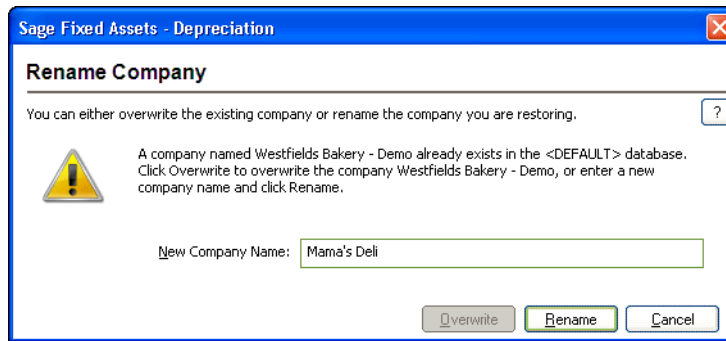 Sage Fixed Assets - Depreciation
Rename Company
You can either overwrite the existing company or rename the company you are restoring.
?
A company named Westfields Bakery - Demo already exists in the <DEFAULT> database.
Click Overwrite to overwrite the company Westfields Bakery - Demo, or enter a new
company name and click Rename.
New Company Name: Mama's Deli
Overwrite Rename Cancel